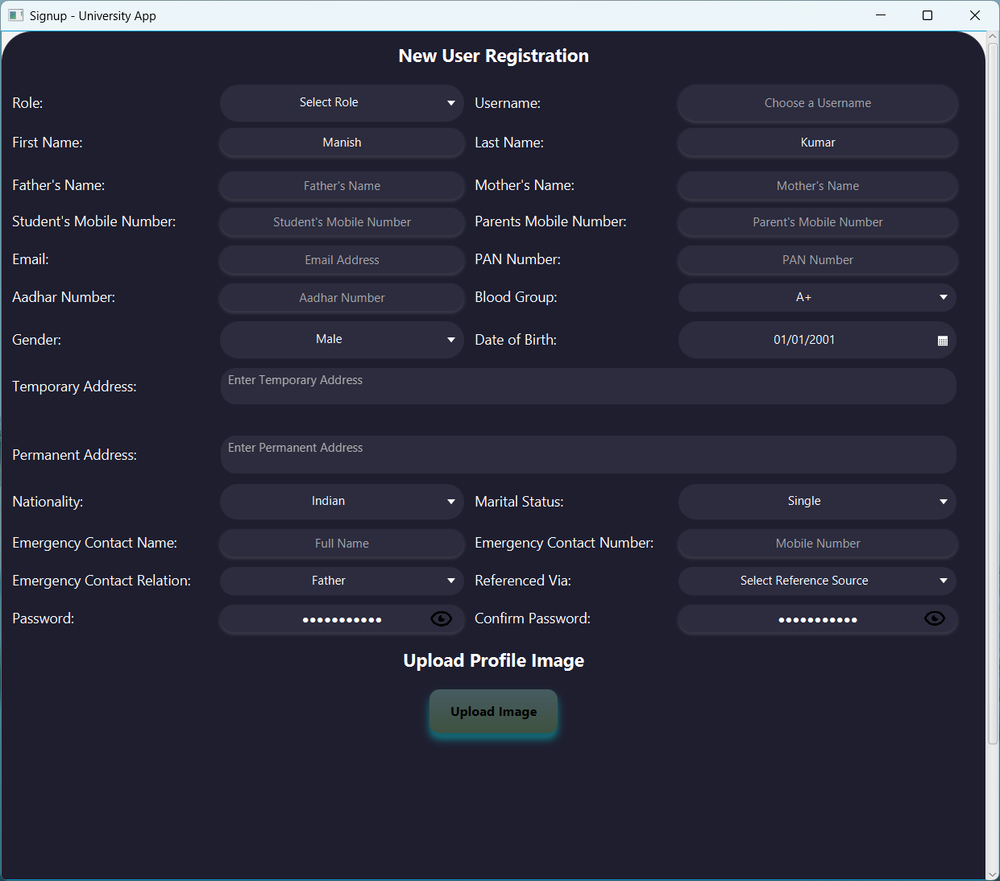 Signup - University App
New User Registration
Role: Select Role Username: Choose a Username
First Name: Manish Last Name: Kumar
Father's Name: Father's Name Mother's Name: Mother's Name
Student's Mobile Number: Student's Mobile Number Parents Mobile Number: Parent's Mobile Number
Email: Email Address PAN Number: PAN Number
Aadhar Number: Aadhar Number Blood Group: A+
Gender: Male Date of Birth: 01/01/2001
Temporary Address: Enter Temporary Address
Permanent Address: Enter Permanent Address
Nationality: Indian Marital Status: Single
Emergency Contact Name: Full Name Emergency Contact Number: Mobile Number
Emergency Contact Relation: Father Referenced Via: Select Reference Source
Password: ●●●●●●●●●●● Confirm Password: ●●●●●●●●●●●
Upload Profile Image
Upload Image